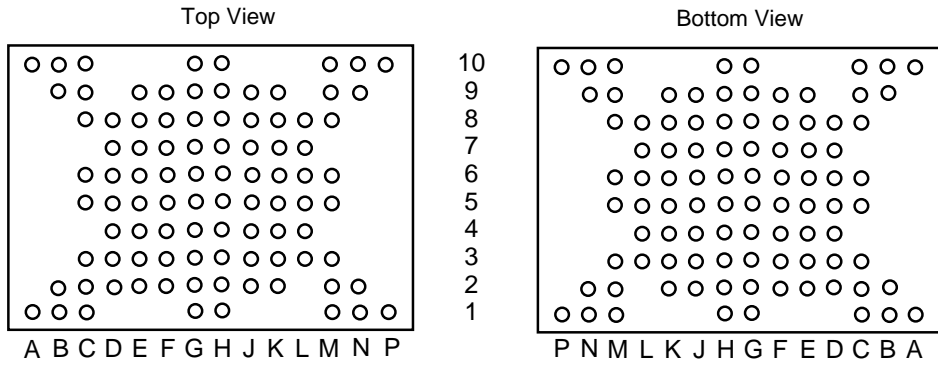 Top View
Bottom View
10
9
8
7
6
5
4
3
2
1
A B C D E F G H J K L M N P
P N M L K J H G F E D C B A